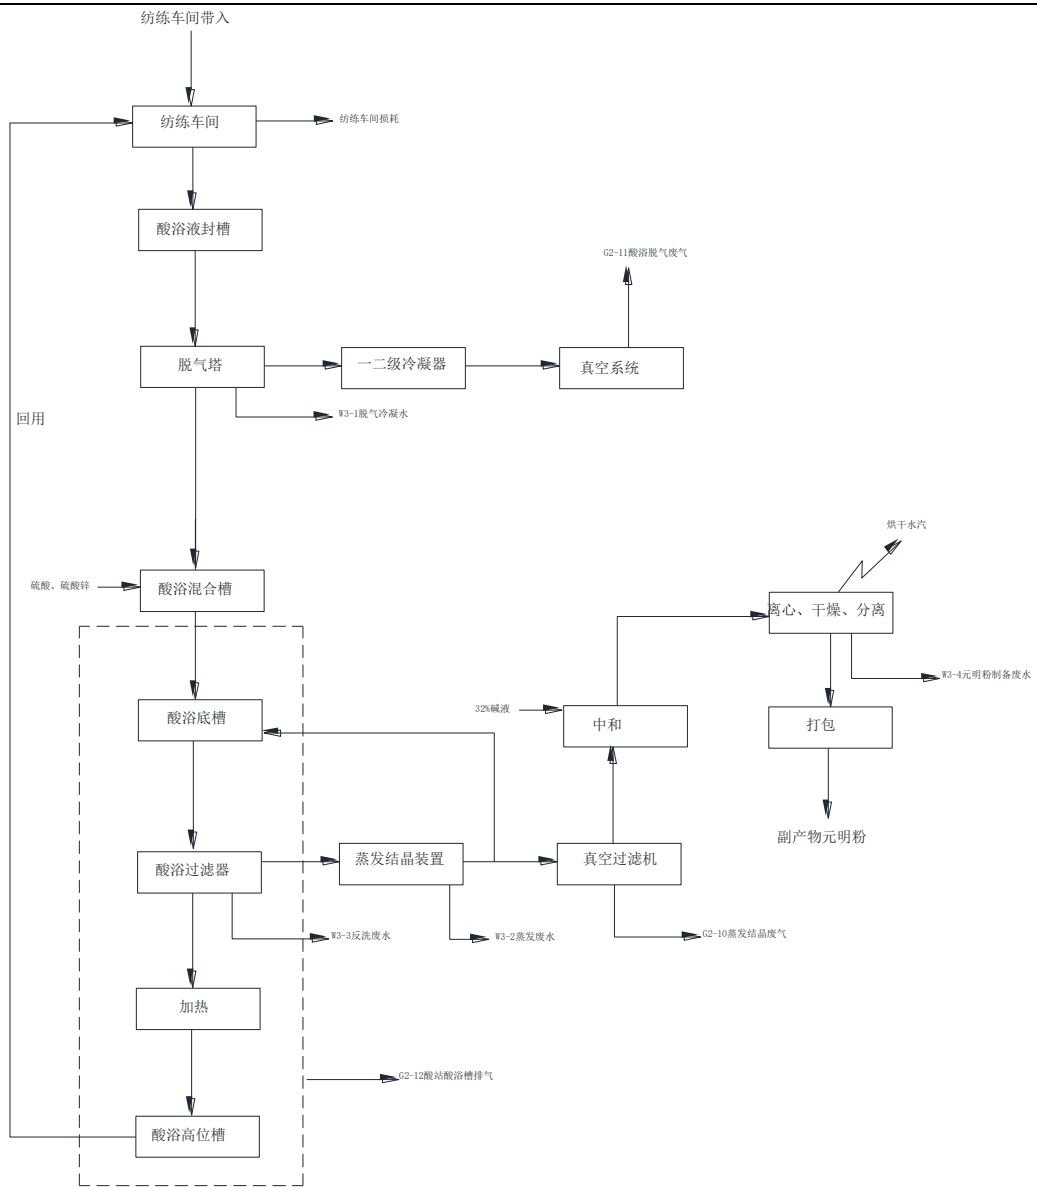 纺练车间带入
纺练车间
纺练车间损耗
酸浴液封槽
G2-11酸浴脱气废气
脱气塔
一二级冷凝器
真空系统
W3-1脱气冷凝水
回用
烘干水汽
硫酸、硫酸锌
酸浴混合槽
离心、干燥、分离
W3-4元明粉制备废水
酸浴底槽
32%碱液
中和
打包
副产物元明粉
酸浴过滤器
蒸发结晶装置
真空过滤机
W3-3反洗废水
W3-2蒸发废水
G2-10蒸发结晶废气
加热
G2-12酸站酸浴槽排气
酸浴高位槽